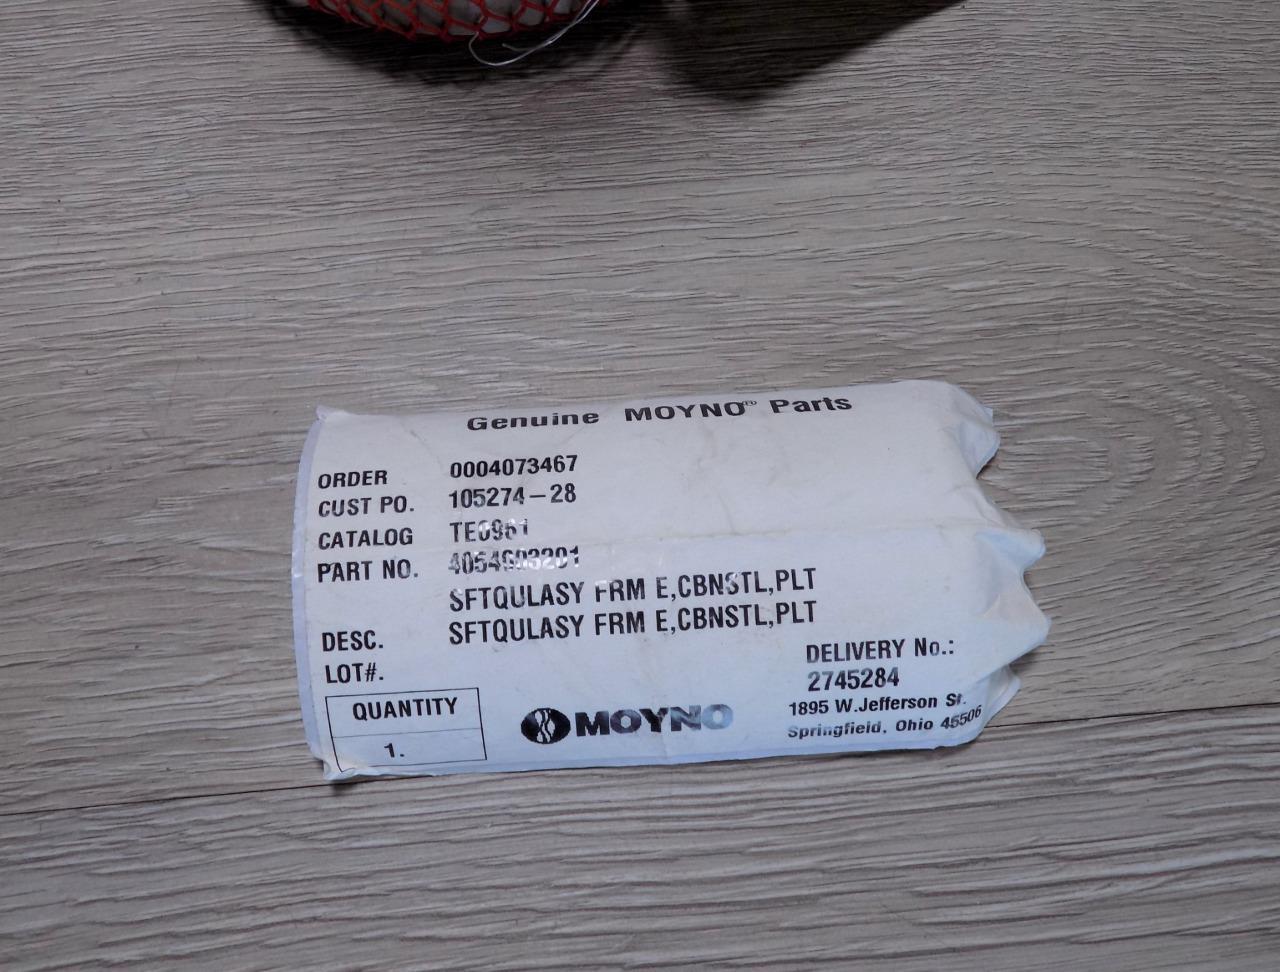 Genuine MOYNO® Parts
ORDER 0004073467
CUST PO. 105274-28
CATALOG TE0961
PART NO.
SFTQULASY FRM E,CBNSTL,PLT
DESC. SFTQULASY FRM E,CBNSTL,PLT
LOT#.
DELIVERY No.:
2745284
QUANTITY
1.
MOYNO
1895 W.Jefferson St.
Springfield, Ohio 45506